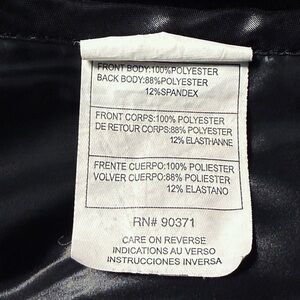 FRONT BODY:100%POLYESTER
BACK BODY:88%POLYESTER
12%SPANDEX
FRONT CORPS:100% POLYESTER
DE RETOUR CORPS:88% POLYESTER
12% ELASTHANNE
FRENTE CUERPO:100% POLIESTER
VOLVER CUERPO:88% POLIESTER
12% ELASTANO
RN# 90371
CARE ON REVERSE
INDICATIONS AU VERSO
INSTRUCCIONES INVERSA